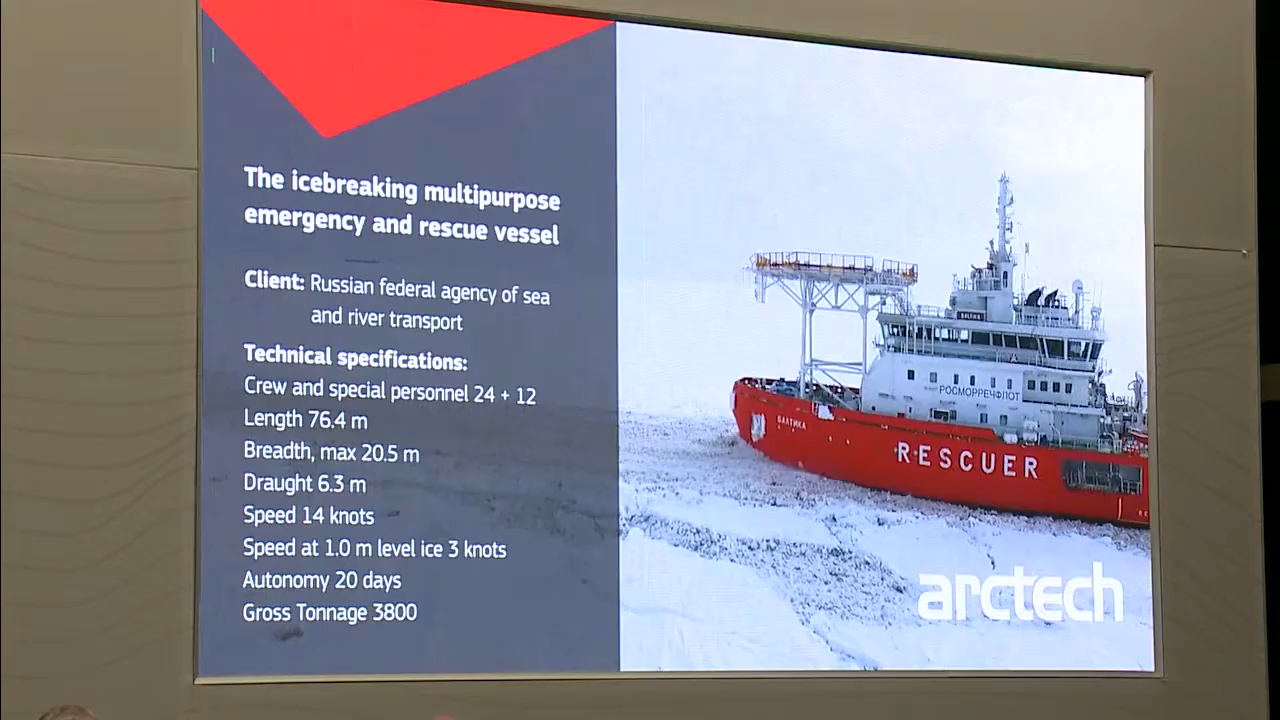 The icebreaking multipurpose
emergency and rescue vessel
Client: Russian federal agency of sea
and river transport
Technical specifications:
Crew and special personnel 24 + 12
Length 76.4 m
Breadth, max 20.5 m
Draught 6.3 m
Speed 14 knots
Speed at 1.0 m level ice 3 knots
Autonomy 20 days
Gross Tonnage 3800
РОСМОРРЕЧФЛОТ
БАЛТИКА
RESCUER
arctech